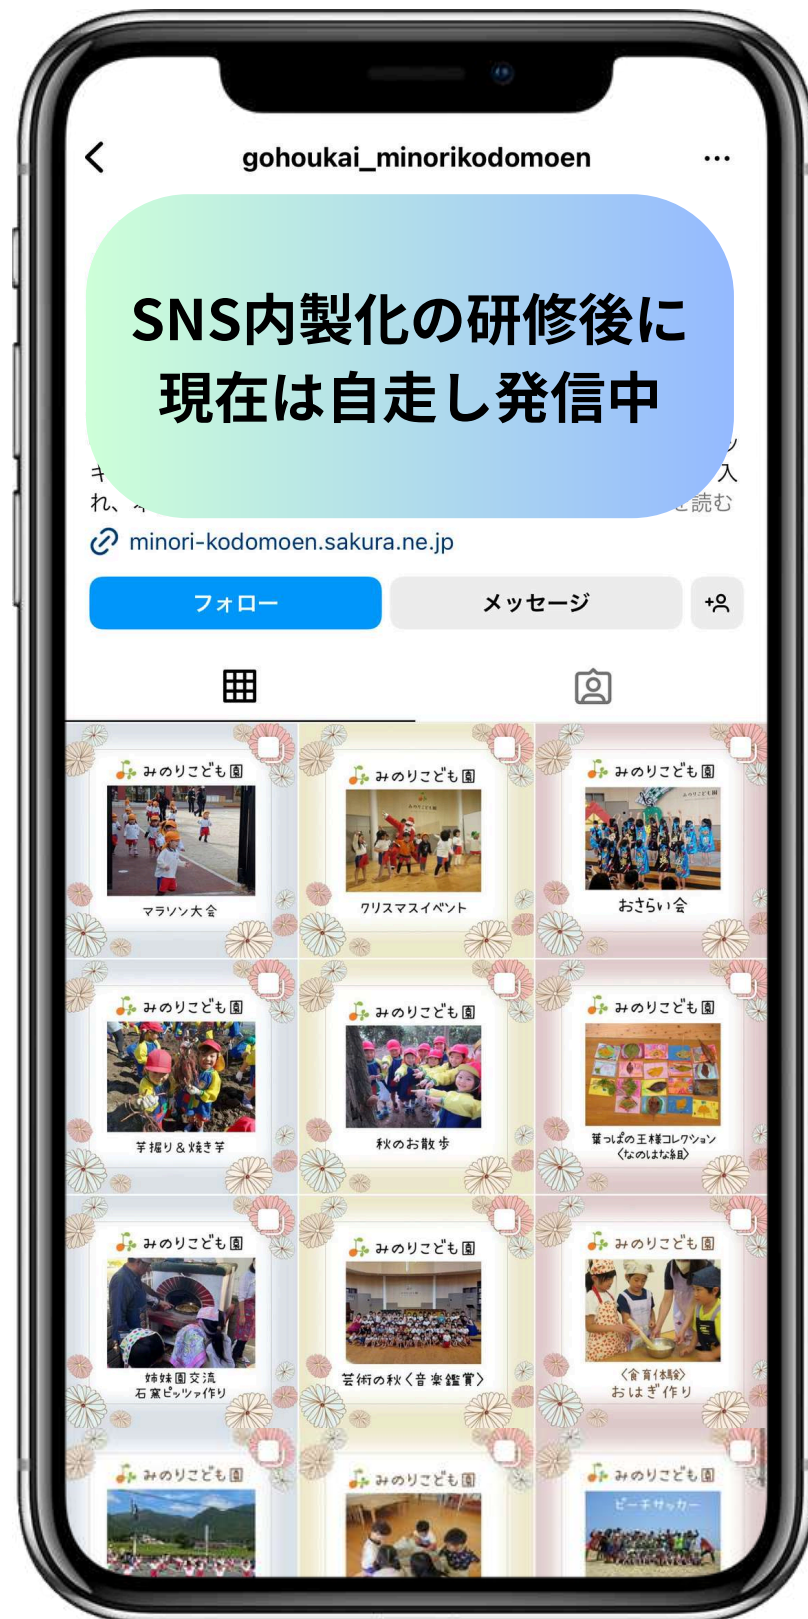 gohoukai_minorikodomoen
SNS内製化の研修後に
現在は自走し発信中
ッ
キ
入
れ、
を読む
minori-kodomoen.sakura.ne.jp
フォロー
メッセージ
みのりこども園
マラソン大会
みのりこども園
クリスマスイベント
みのりこども園
おさらい会
みのりこども園
芋掘り&焼き芋
みのりこども園
秋のお散歩
みのりこども園
葉っぱの王様コレクション
〈なのはな組〉
みのりこども園
姉妹園交流
石窯ピッツァ作り
みのりこども園
芸術の秋〈音楽鑑賞〉
みのりこども園
〈食育体験〉
おはぎ作り
みのりこども園
みのりこども園
みのりこども園
ビーチサッカー